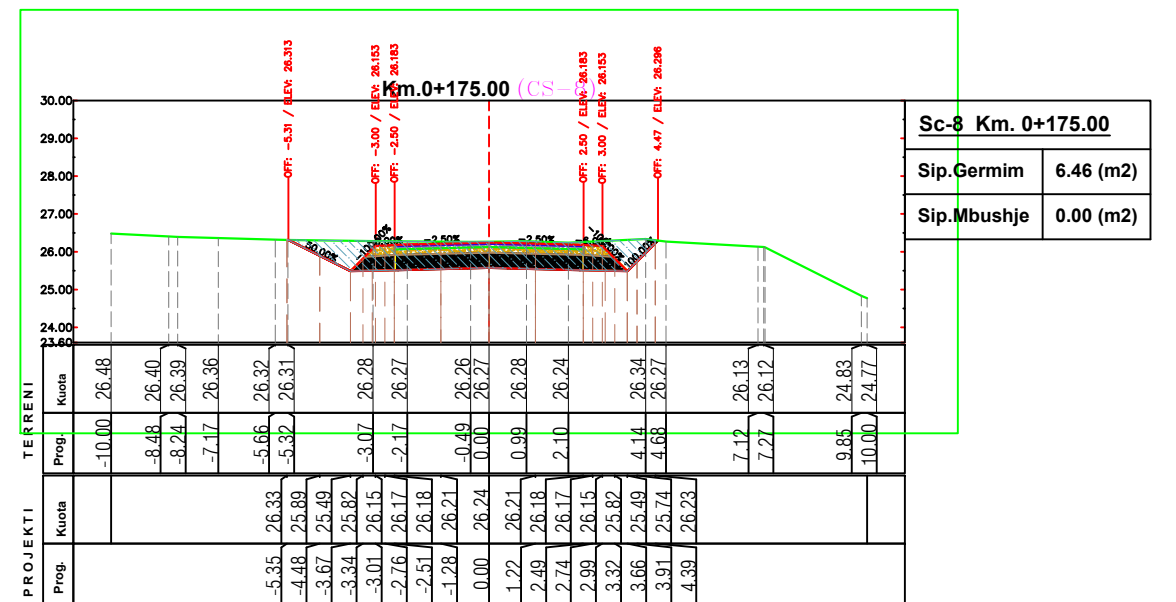 OFF: -5.31 / ELEV: 26.313
OFF: -3.00 / ELEV: 26.153
OFF: -2.50 / ELEV: 26.183
OFF: 2.50 / ELEV: 26.183
OFF: 3.00 / ELEV: 26.153
OFF: 4.47 / ELEV: 26.296
Km.0+175.00 (CS-8)
30.00
29.00
28.00
27.00
26.00
25.00
24.00
23.60
50.00%
-2.50%
-2.50%
100.00%
Sc-8 Km. 0+175.00
Sip.Germim 6.46 (m2)
Sip.Mbushje 0.00 (m2)
TERRENI
Kuota 26.48 26.40 26.39 26.36 26.32 26.31 26.28 26.27 26.26 26.27 26.28 26.24 26.34 26.27 26.13 26.12 24.83 24.77
Prog. -10.00 -8.48 -8.24 -7.17 -5.66 -5.32 -3.07 -2.17 -0.49 0.00 0.99 2.10 4.14 4.68 7.12 7.27 9.85 10.00
PROJEKTI
Kuota 26.33 25.89 25.49 25.82 26.15 26.17 26.18 26.21 26.24 26.21 26.18 26.17 26.15 25.82 25.49 25.74 26.23
Prog. -5.35 -4.48 -3.67 -3.34 -3.01 -2.76 -2.51 -1.28 0.00 1.22 2.49 2.74 2.99 3.32 3.66 3.91 4.39